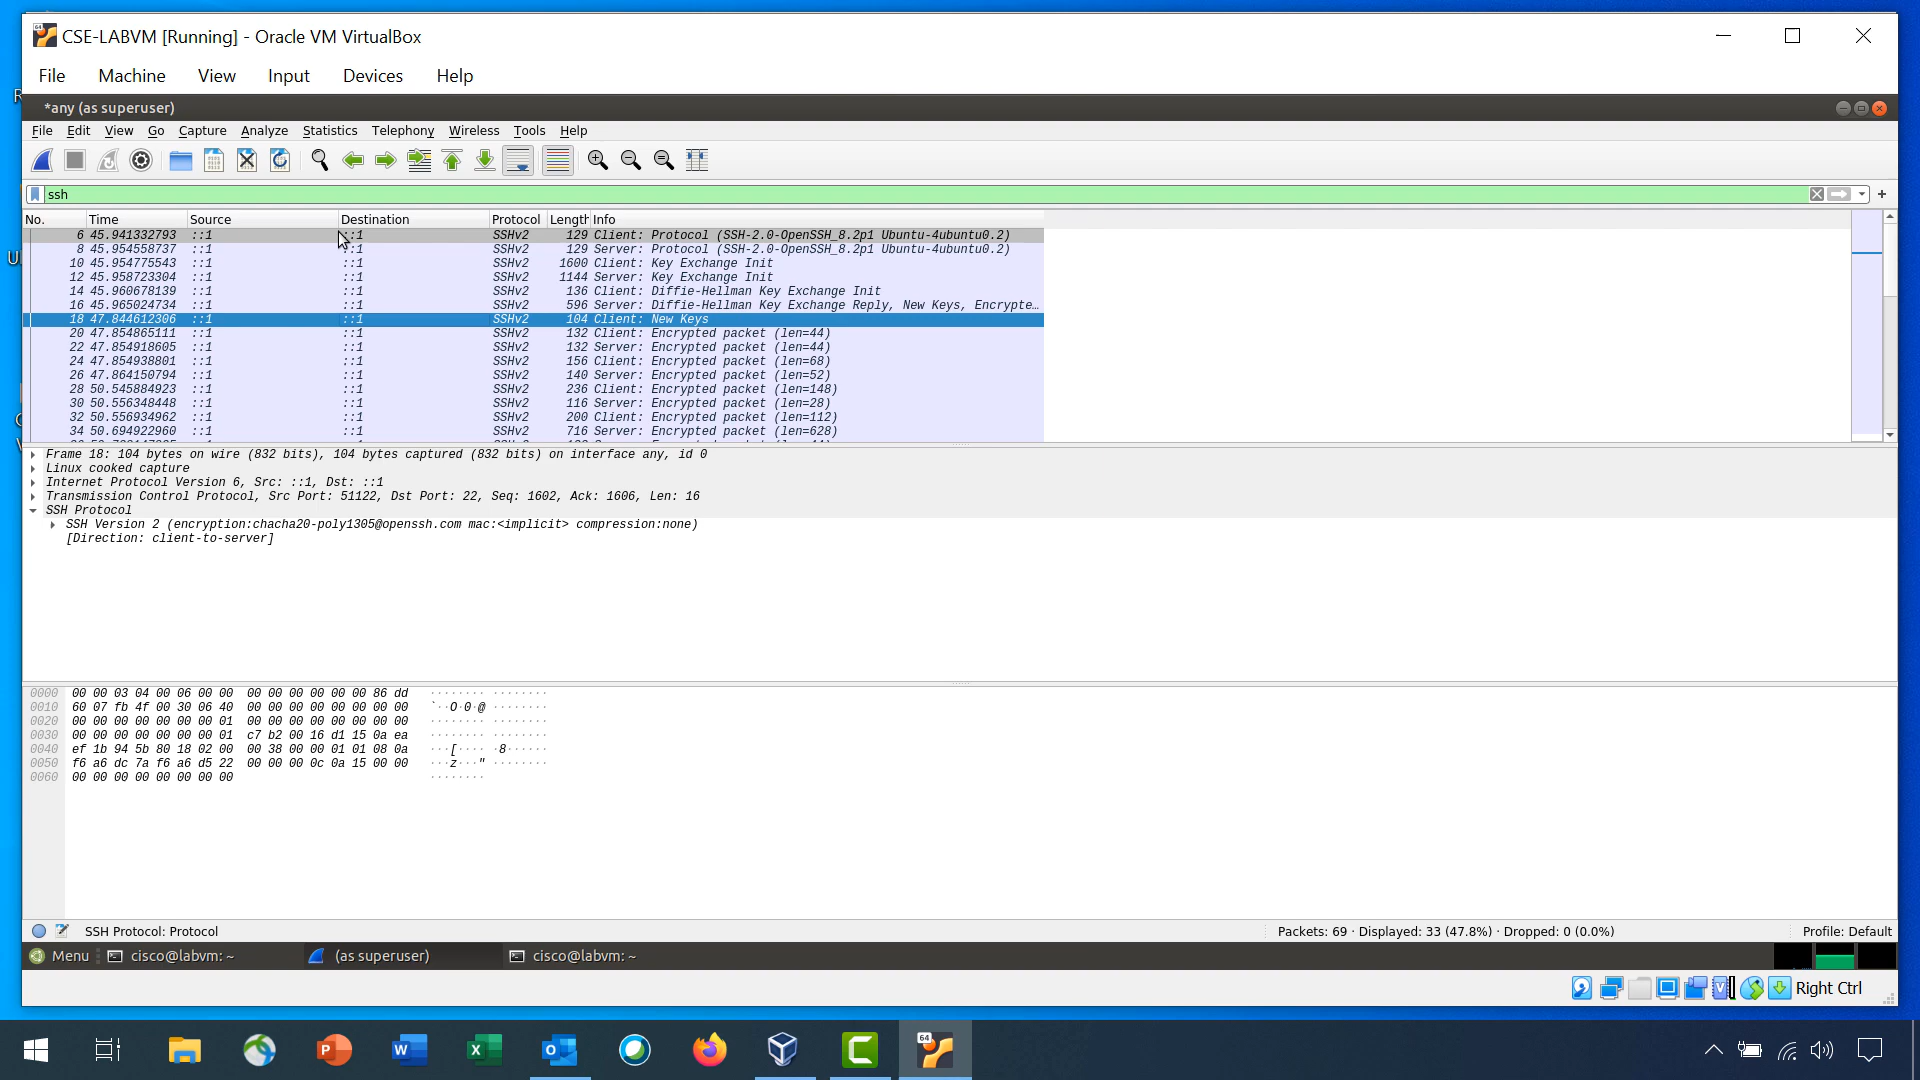 CSE-LABVM [Running] - Oracle VM VirtualBox
File Machine View Input Devices Help
*any (as superuser)
File Edit View Go Capture Analyze Statistics Telephony Wireless Tools Help
ssh
No. Time Source Destination Protocol Length Info
6 45.941332793 ::1 ::1 SSHv2 129 Client: Protocol (SSH-2.0-OpenSSH_8.2p1 Ubuntu-4ubuntu0.2)
8 45.954558737 ::1 ::1 SSHv2 129 Server: Protocol (SSH-2.0-OpenSSH_8.2p1 Ubuntu-4ubuntu0.2)
10 45.954775543 ::1 ::1 SSHv2 1600 Client: Key Exchange Init
12 45.958723304 ::1 ::1 SSHv2 1144 Server: Key Exchange Init
14 45.960678139 ::1 ::1 SSHv2 136 Client: Diffie-Hellman Key Exchange Init
16 45.965024734 ::1 ::1 SSHv2 596 Server: Diffie-Hellman Key Exchange Reply, New Keys, Encrypte…
18 47.844612306 ::1 ::1 SSHv2 104 Client: New Keys
20 47.854865111 ::1 ::1 SSHv2 132 Client: Encrypted packet (len=44)
22 47.854918605 ::1 ::1 SSHv2 132 Server: Encrypted packet (len=44)
24 47.854938801 ::1 ::1 SSHv2 156 Client: Encrypted packet (len=68)
26 47.864150794 ::1 ::1 SSHv2 140 Server: Encrypted packet (len=52)
28 50.545884923 ::1 ::1 SSHv2 236 Client: Encrypted packet (len=148)
30 50.556348448 ::1 ::1 SSHv2 116 Server: Encrypted packet (len=28)
32 50.556934962 ::1 ::1 SSHv2 200 Client: Encrypted packet (len=112)
34 50.694922960 ::1 ::1 SSHv2 716 Server: Encrypted packet (len=628)
Frame 18: 104 bytes on wire (832 bits), 104 bytes captured (832 bits) on interface any, id 0
Linux cooked capture
Internet Protocol Version 6, Src: ::1, Dst: ::1
Transmission Control Protocol, Src Port: 51122, Dst Port: 22, Seq: 1602, Ack: 1606, Len: 16
SSH Protocol
SSH Version 2 (encryption:chacha20-poly1305@openssh.com mac:<implicit> compression:none)
[Direction: client-to-server]
0000 00 00 03 04 00 06 00 00 00 00 00 00 00 00 86 dd ········ ········
0010 60 07 fb 4f 00 30 06 40 00 00 00 00 00 00 00 00 `··O·0·@ ········
0020 00 00 00 00 00 00 00 01 00 00 00 00 00 00 00 00 ········ ········
0030 00 00 00 00 00 00 00 01 c7 b2 00 16 d1 15 0a ea ········ ········
0040 ef 1b 94 5b 80 18 02 00 00 38 00 00 01 01 08 0a ···[···· ·8······
0050 f6 a6 dc 7a f6 a6 d5 22 00 00 00 0c 0a 15 00 00 ···z···" ········
0060 00 00 00 00 00 00 00 00 ········
SSH Protocol: Protocol
Packets: 69 · Displayed: 33 (47.8%) · Dropped: 0 (0.0%)
Profile: Default
Menu cisco@labvm: ~ (as superuser) cisco@labvm: ~
Right Ctrl
64